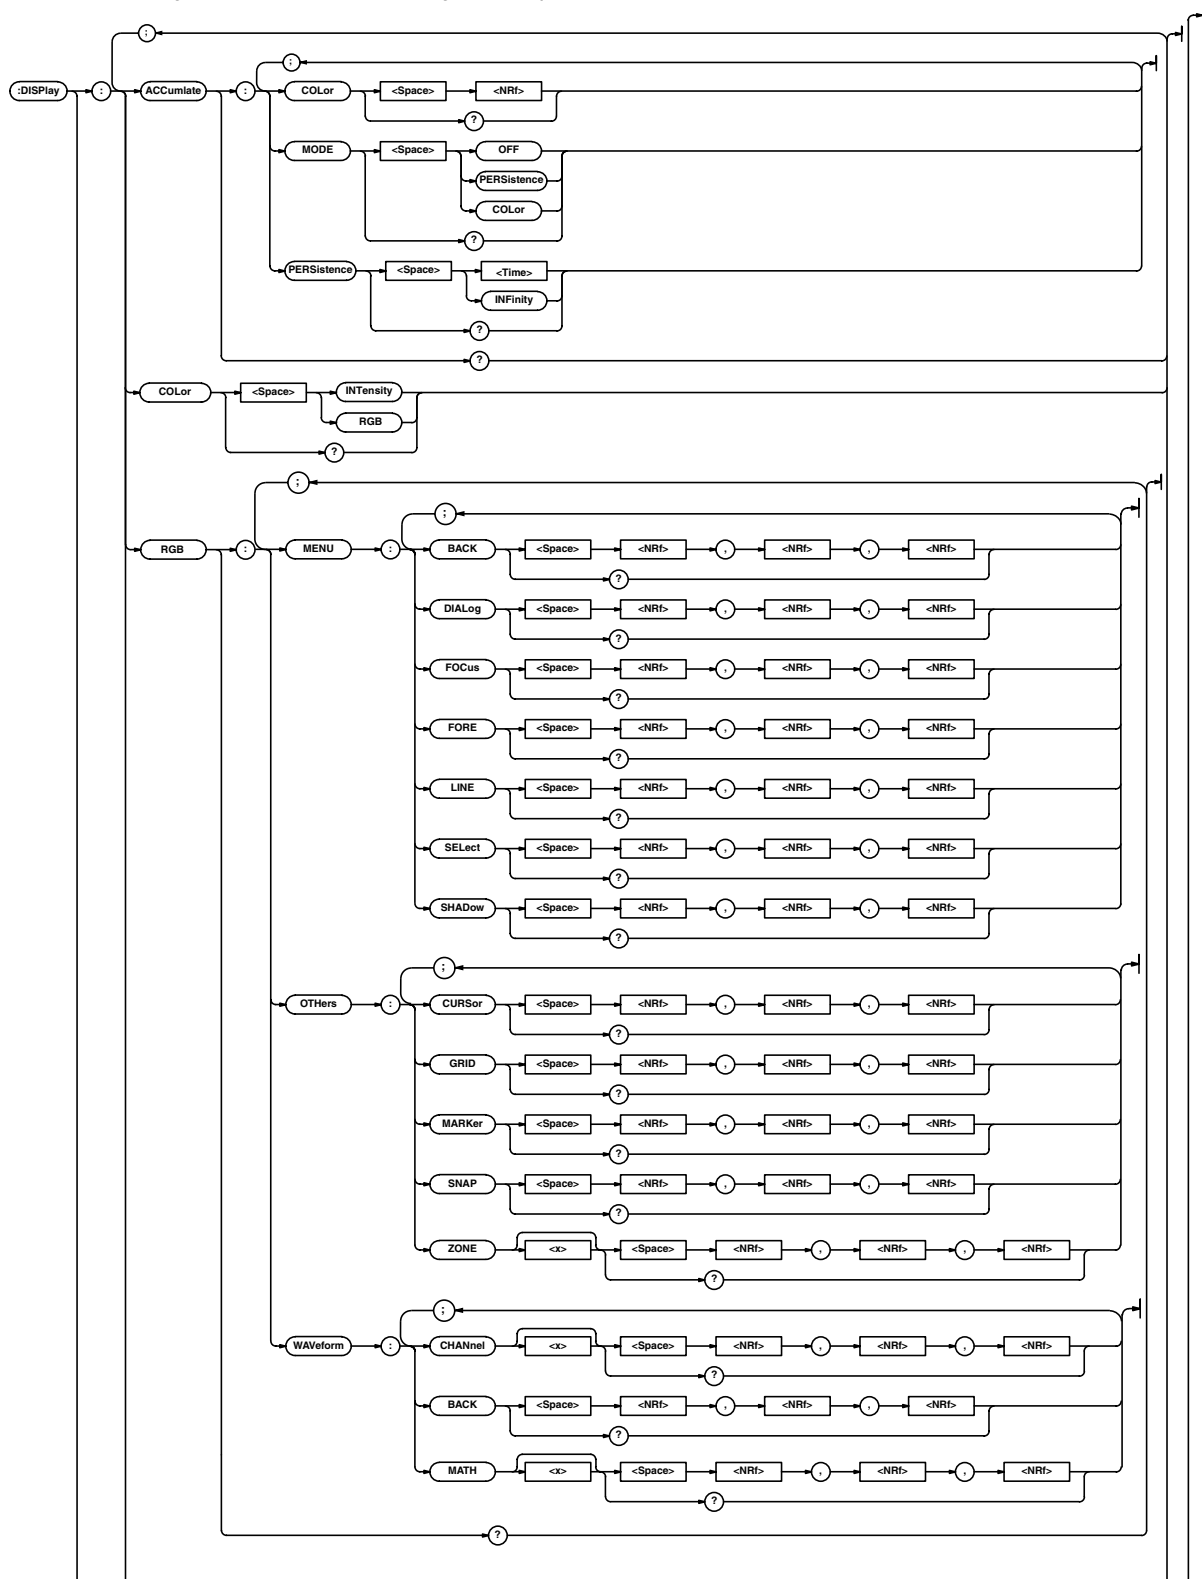 ;
;
:DISPlay : ACCumlate : COLor <Space> <NRf>
?
MODE <Space> OFF
PERSistence
COLor
?
PERSistence <Space> <Time>
INFinity
?
?
COLor <Space> INTensity
RGB
?
;
;
RGB : MENU : BACK <Space> <NRf> , <NRf> , <NRf>
?
DIALog <Space> <NRf> , <NRf> , <NRf>
?
FOCus <Space> <NRf> , <NRf> , <NRf>
?
FORE <Space> <NRf> , <NRf> , <NRf>
?
LINE <Space> <NRf> , <NRf> , <NRf>
?
SELect <Space> <NRf> , <NRf> , <NRf>
?
SHADow <Space> <NRf> , <NRf> , <NRf>
?
;
OTHers : CURSor <Space> <NRf> , <NRf> , <NRf>
?
GRID <Space> <NRf> , <NRf> , <NRf>
?
MARKer <Space> <NRf> , <NRf> , <NRf>
?
SNAP <Space> <NRf> , <NRf> , <NRf>
?
ZONE <x> <Space> <NRf> , <NRf> , <NRf>
?
;
WAVeform : CHANnel <x> <Space> <NRf> , <NRf> , <NRf>
?
BACK <Space> <NRf> , <NRf> , <NRf>
?
MATH <x> <Space> <NRf> , <NRf> , <NRf>
?
?